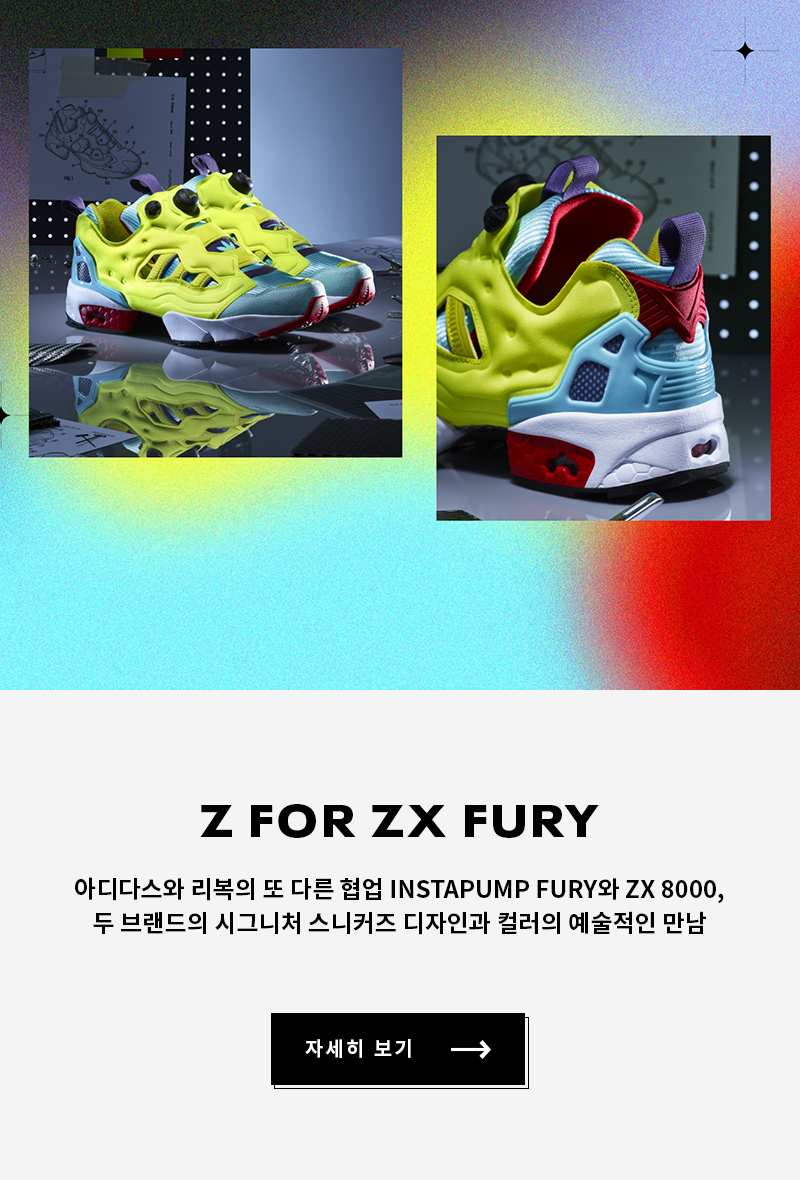 Z FOR ZX FURY
아디다스와 리복의 또 다른 협업 INSTAPUMP FURY와 ZX 8000,
두 브랜드의 시그니처 스니커즈 디자인과 컬러의 예술적인 만남
자세히 보기